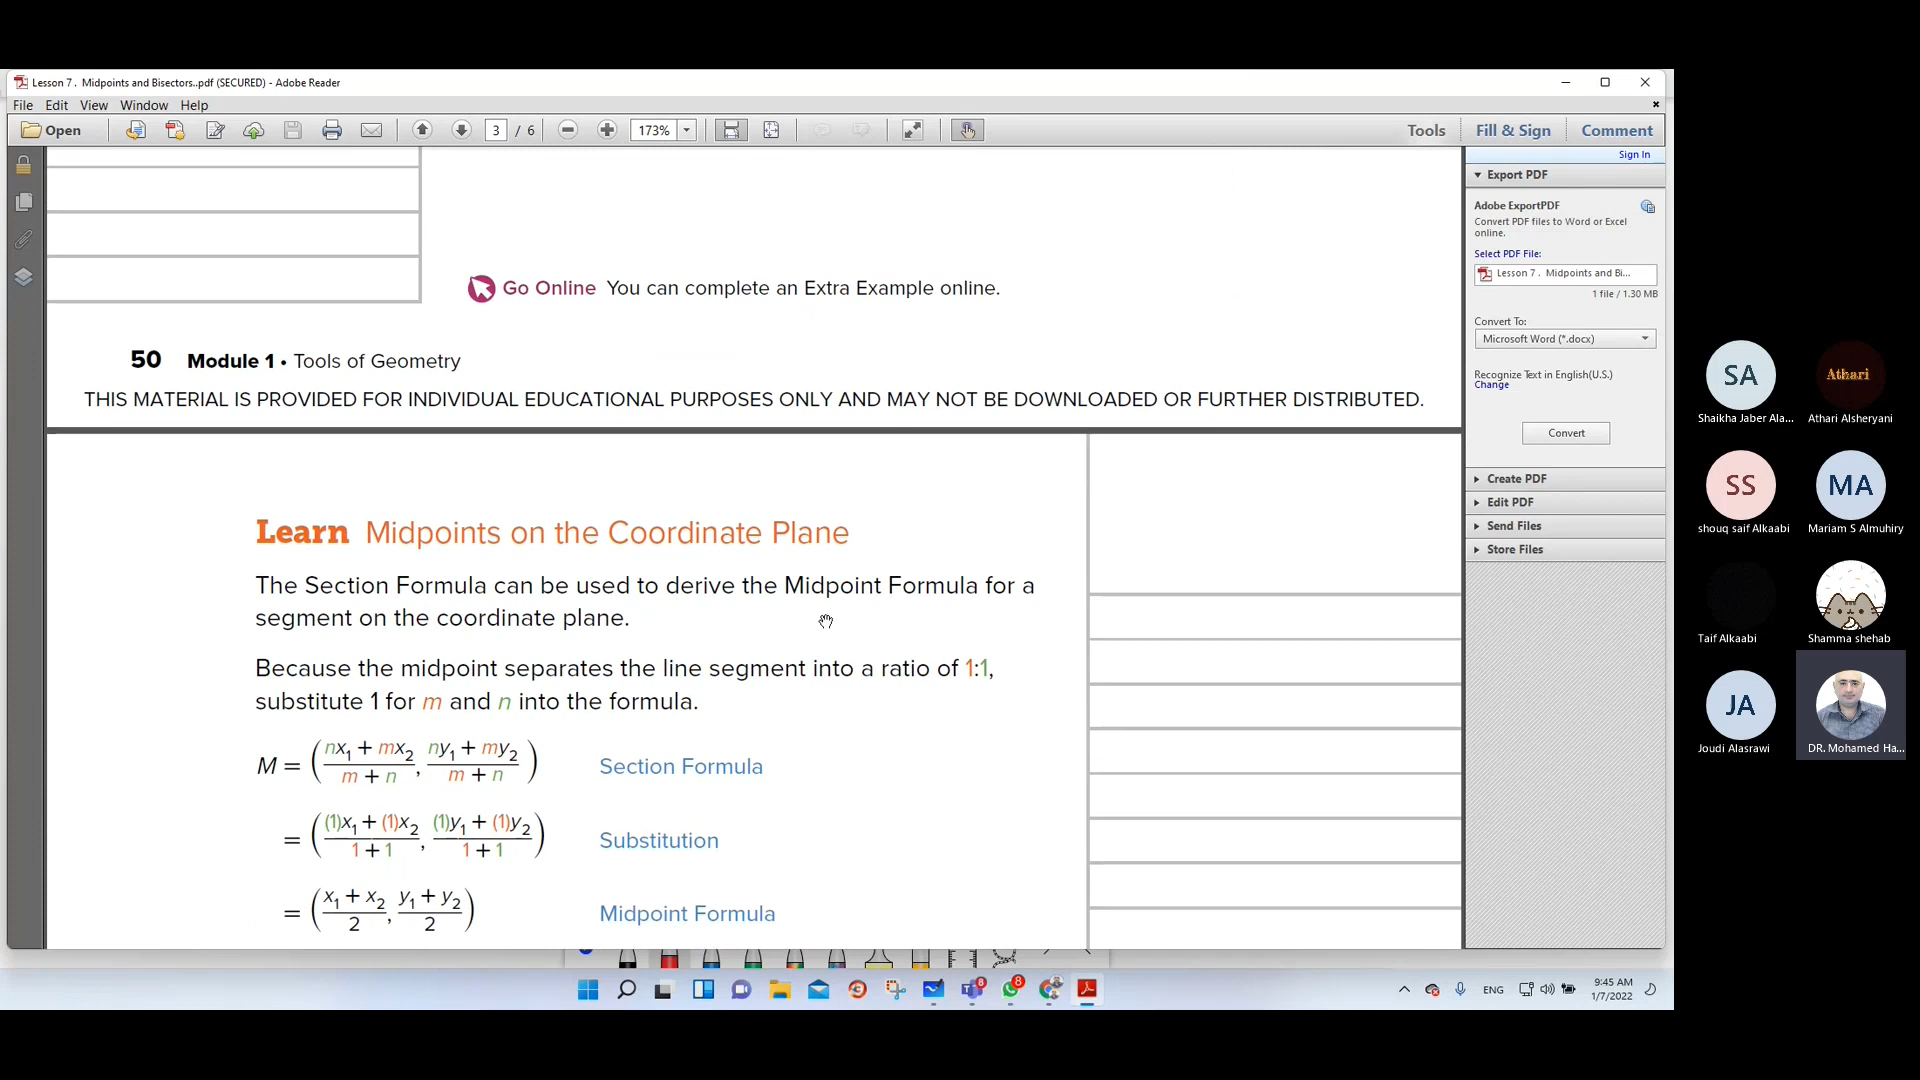 Lesson 7 .  Midpoints and Bisectors..pdf (SECURED) - Adobe Reader
File Edit View Window Help
Open 3 / 6 173% Tools Fill & Sign Comment
Sign In
Export PDF
Adobe ExportPDF
Convert PDF files to Word or Excel
online.
Select PDF File:
Lesson 7 .  Midpoints and Bi...
1 file / 1.30 MB
Convert To:
Microsoft Word (*.docx)
Recognize Text in English(U.S.)
Change
Convert
Create PDF
Edit PDF
Send Files
Store Files
Go Online You can complete an Extra Example online.
50 Module 1 • Tools of Geometry
THIS MATERIAL IS PROVIDED FOR INDIVIDUAL EDUCATIONAL PURPOSES ONLY AND MAY NOT BE DOWNLOADED OR FURTHER DISTRIBUTED.
Learn Midpoints on the Coordinate Plane
The Section Formula can be used to derive the Midpoint Formula for a
segment on the coordinate plane.
Because the midpoint separates the line segment into a ratio of 1:1,
substitute 1 for m and n into the formula.
M = (nx₁ + mx₂ / m + n, ny₁ + my₂ / m + n) Section Formula
= ((1)x₁ + (1)x₂ / 1 + 1, (1)y₁ + (1)y₂ / 1 + 1) Substitution
= (x₁ + x₂ / 2, y₁ + y₂ / 2) Midpoint Formula
SA
Shaikha Jaber Ala...
Athari
Athari Alsheryani
SS
shouq saif Alkaabi
MA
Mariam S Almuhiry
Taif Alkaabi
Shamma shehab
JA
Joudi Alasrawi
DR. Mohamed Ha...
8
8
ENG
9:45 AM
1/7/2022